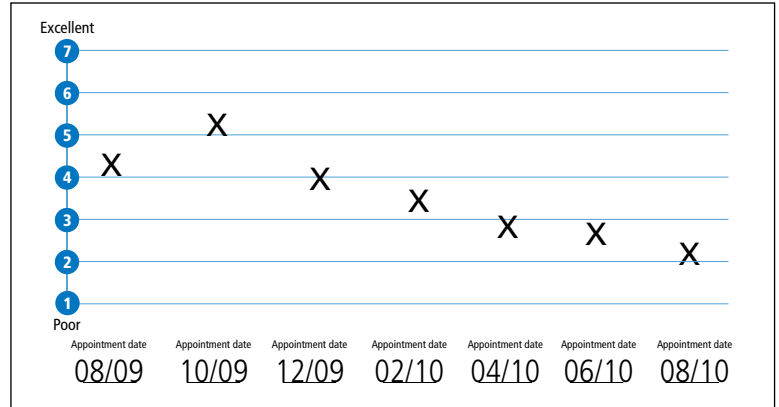 Excellent
7
6
5
4
3
2
1
Poor
X X X X X X X
Appointment date Appointment date Appointment date Appointment date Appointment date Appointment date Appointment date
08/09 10/09 12/09 02/10 04/10 06/10 08/10